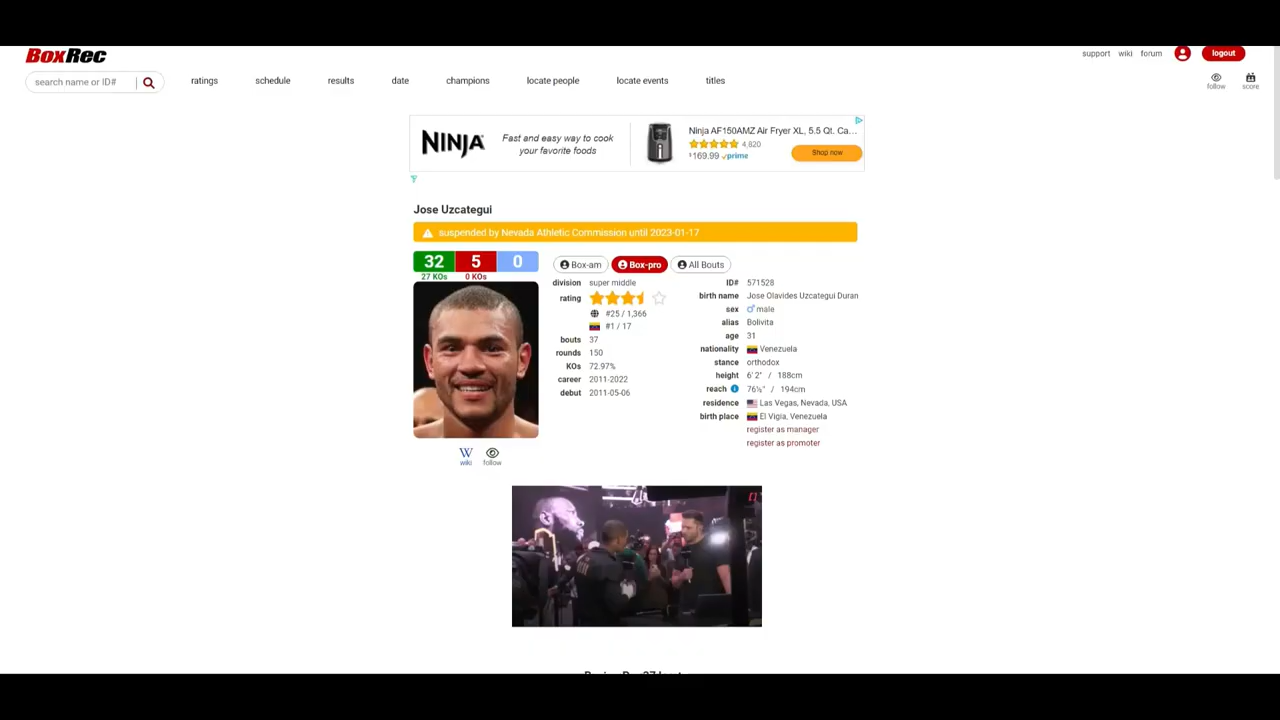 BoxRec
support wiki forum logout
search name or ID# ratings schedule results date champions locate people locate events titles
follow score
NINJA Fast and easy way to cook your favorite foods
Ninja AF150AMZ Air Fryer XL, 5.5 Qt. Ca...
4,820
$169.99 prime Shop now
Jose Uzcategui
suspended by Nevada Athletic Commission until 2023-01-17
32 5 0
27 KOs 0 KOs
Box-am Box-pro All Bouts
division super middle
rating
#25 / 1,366
#1 / 17
bouts 37
rounds 150
KOs 72.97%
career 2011-2022
debut 2011-05-06
ID# 571528
birth name Jose Olavides Uzcategui Duran
sex male
alias Bolivita
age 31
nationality Venezuela
stance orthodox
height 6' 2" / 188cm
reach 76½" / 194cm
residence Las Vegas, Nevada, USA
birth place El Vigia, Venezuela
register as manager
register as promoter
W
wiki follow